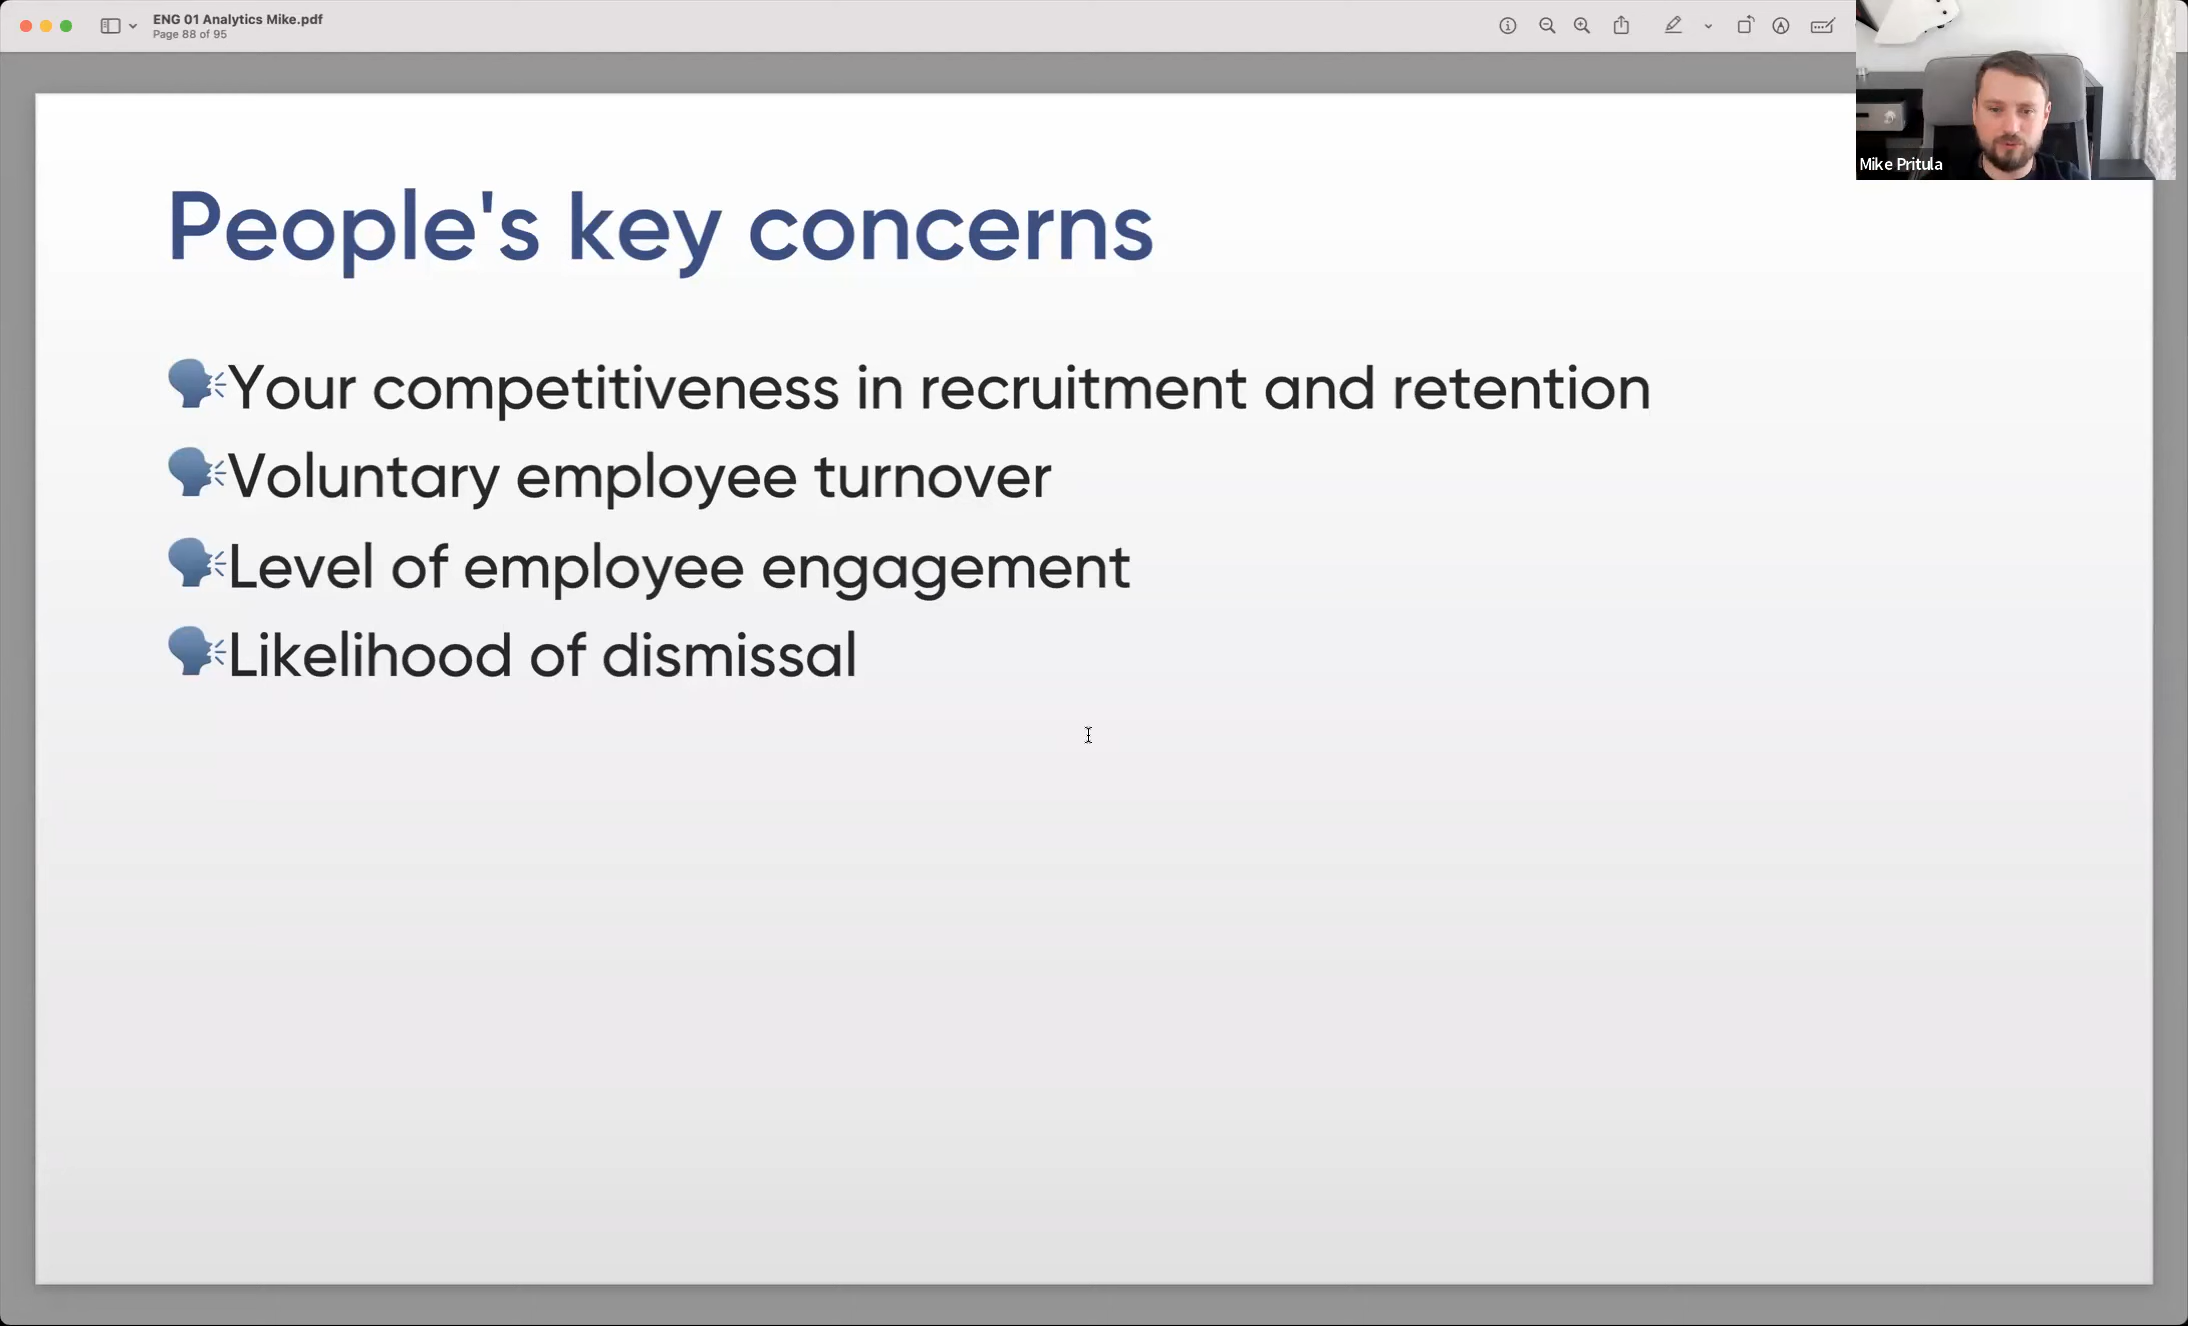 ENG 01 Analytics Mike.pdf
Page 88 of 95
Mike Pritula
People's key concerns
Your competitiveness in recruitment and retention
Voluntary employee turnover
Level of employee engagement
Likelihood of dismissal